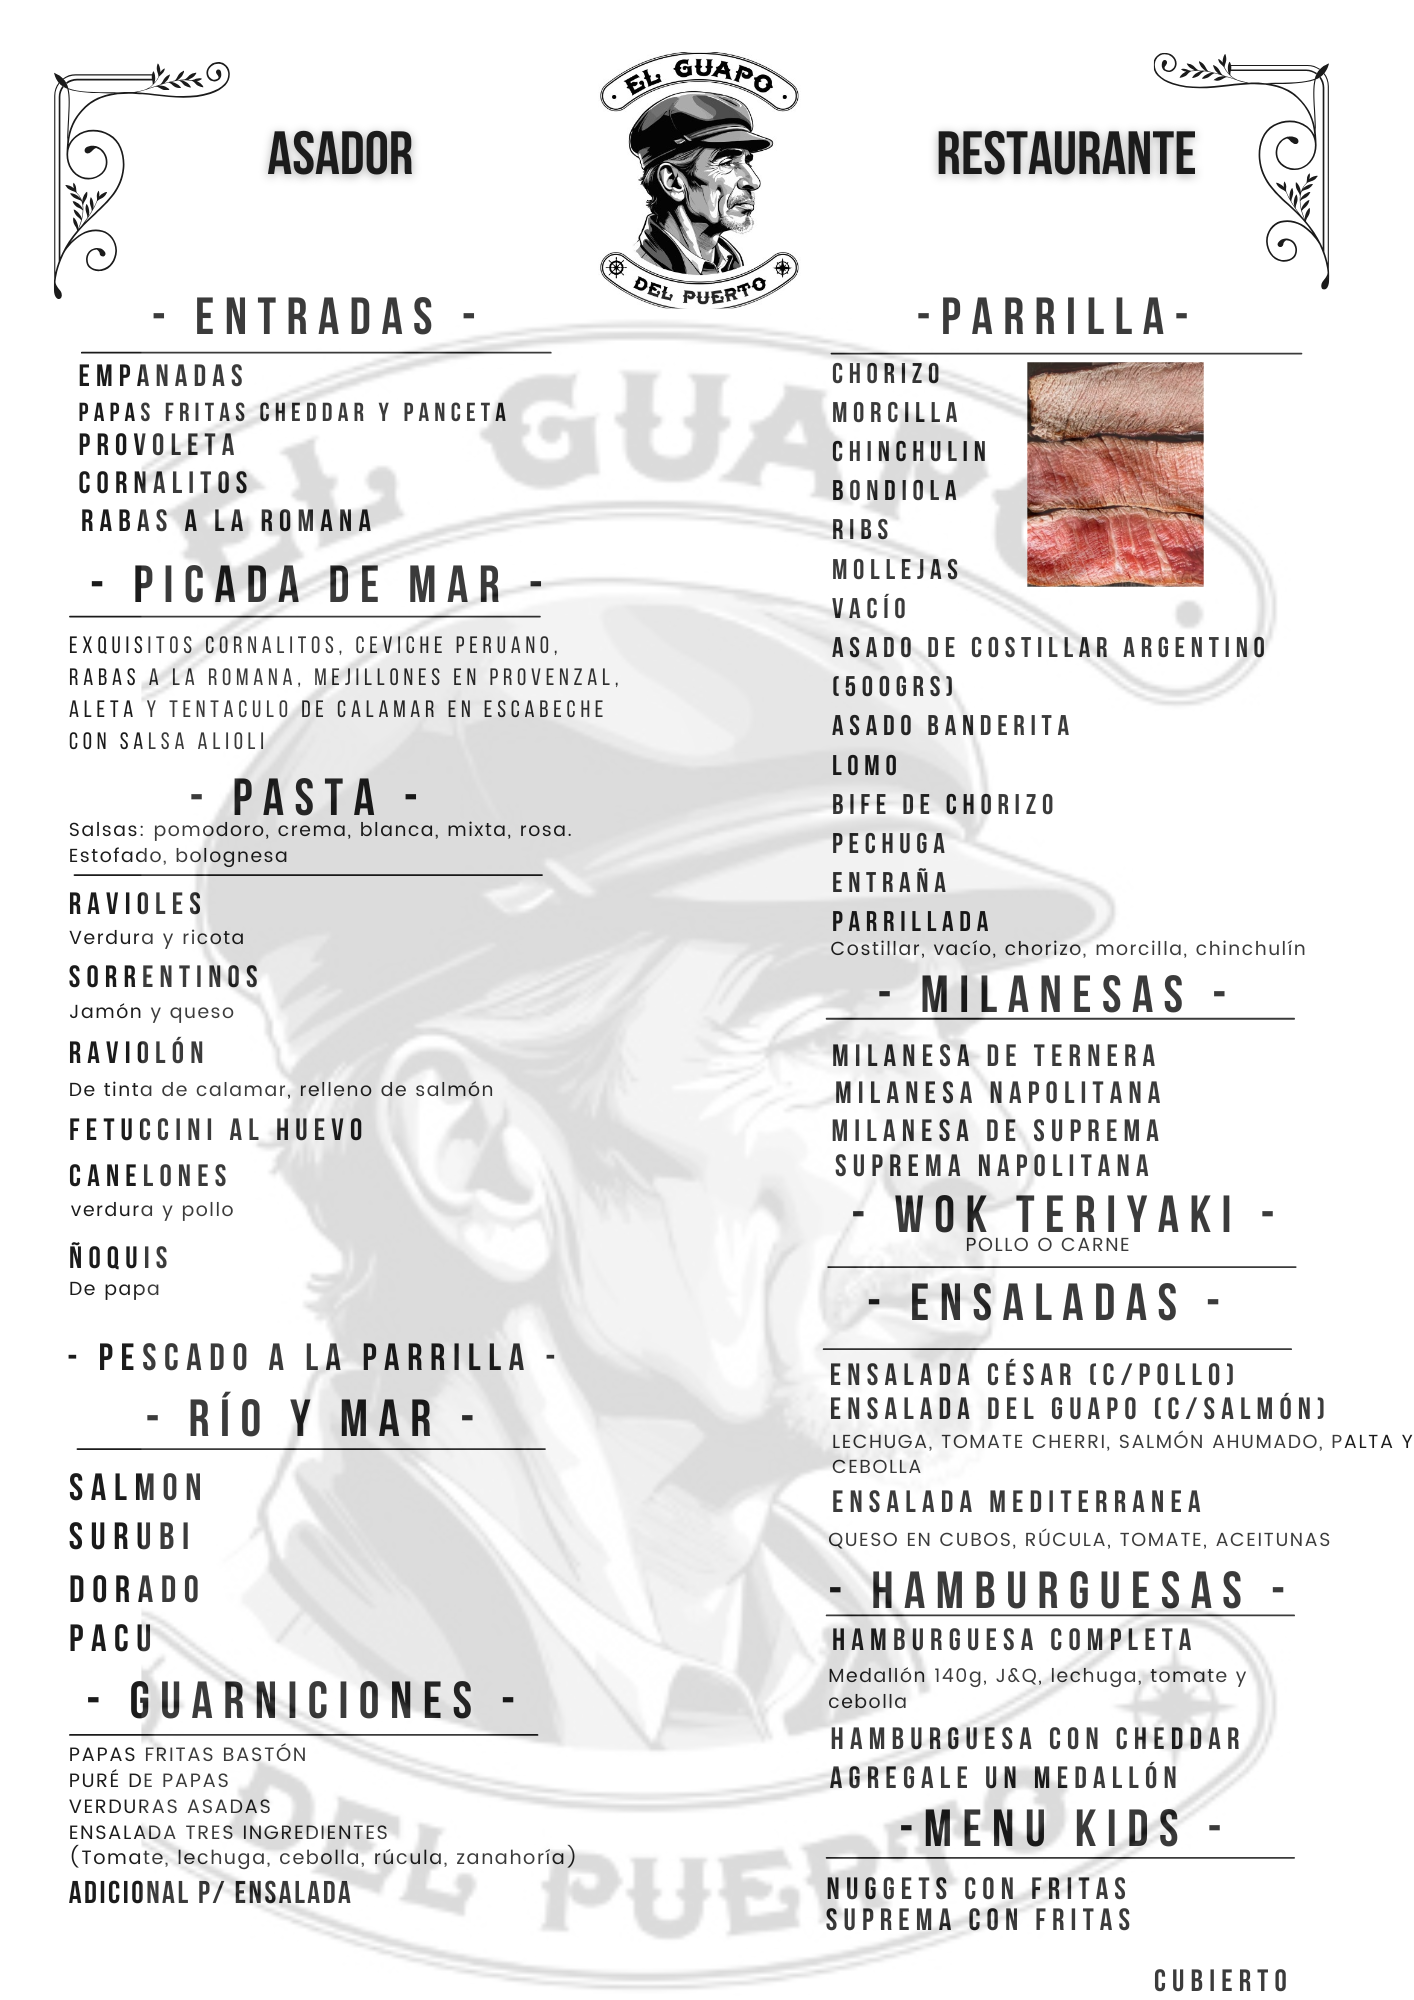 EL GUAPO
DEL PUERTO
ASADOR
RESTAURANTE
- ENTRADAS -
EMPANADAS
PAPAS FRITAS CHEDDAR Y PANCETA
PROVOLETA
CORNALITOS
RABAS A LA ROMANA
- PICADA DE MAR -
EXQUISITOS CORNALITOS, CEVICHE PERUANO,
RABAS A LA ROMANA, MEJILLONES EN PROVENZAL,
ALETA Y TENTACULO DE CALAMAR EN ESCABECHE
CON SALSA ALIOLI
- PASTA -
Salsas: pomodoro, crema, blanca, mixta, rosa.
Estofado, bolognesa
RAVIOLES
Verdura y ricota
SORRENTINOS
Jamón y queso
RAVIOLÓN
De tinta de calamar, relleno de salmón
FETUCCINI AL HUEVO
CANELONES
verdura y pollo
ÑOQUIS
De papa
- PESCADO A LA PARRILLA -
- RÍO Y MAR -
SALMON
SURUBI
DORADO
PACU
- GUARNICIONES -
PAPAS FRITAS BASTÓN
PURÉ DE PAPAS
VERDURAS ASADAS
ENSALADA TRES INGREDIENTES
(Tomate, lechuga, cebolla, rúcula, zanahoría)
ADICIONAL P/ ENSALADA
-PARRILLA-
CHORIZO
MORCILLA
CHINCHULIN
BONDIOLA
RIBS
MOLLEJAS
VACÍO
ASADO DE COSTILLAR ARGENTINO
(500GRS)
ASADO BANDERITA
LOMO
BIFE DE CHORIZO
PECHUGA
ENTRAÑA
PARRILLADA
Costillar, vacío, chorizo, morcilla, chinchulín
- MILANESAS -
MILANESA DE TERNERA
MILANESA NAPOLITANA
MILANESA DE SUPREMA
SUPREMA NAPOLITANA
- WOK TERIYAKI -
POLLO O CARNE
- ENSALADAS -
ENSALADA CÉSAR (C/POLLO)
ENSALADA DEL GUAPO (C/SALMÓN)
LECHUGA, TOMATE CHERRI, SALMÓN AHUMADO, PALTA Y
CEBOLLA
ENSALADA MEDITERRANEA
QUESO EN CUBOS, RÚCULA, TOMATE, ACEITUNAS
- HAMBURGUESAS -
HAMBURGUESA COMPLETA
Medallón 140g, J&Q, lechuga, tomate y
cebolla
HAMBURGUESA CON CHEDDAR
AGREGALE UN MEDALLÓN
-MENU KIDS -
NUGGETS CON FRITAS
SUPREMA CON FRITAS
CUBIERTO
EL GUAPO
DEL PUERTO